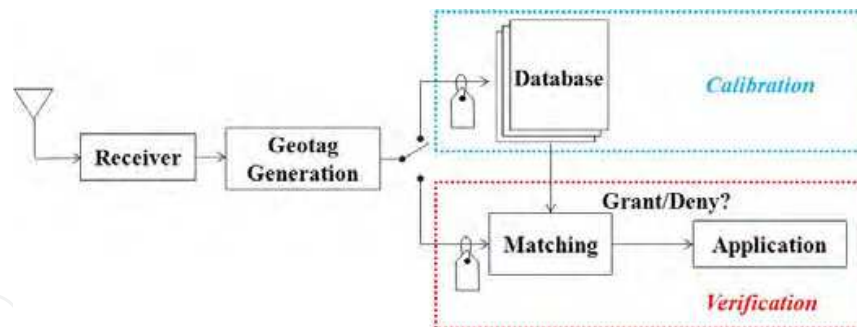 Database
Calibration
Receiver
Geotag
Generation
Grant/Deny?
Matching
Application
Verification